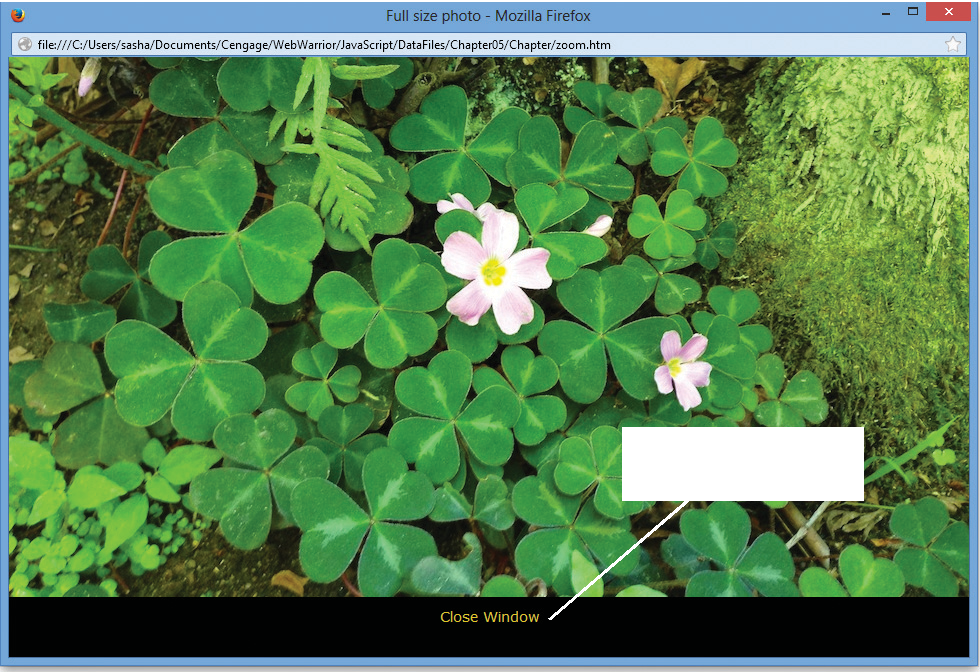 Full size photo - Mozilla Firefox
file:///C:/Users/sasha/Documents/Cengage/WebWarrior/JavaScript/DataFiles/Chapter05/Chapter/zoom.htm
Close Window